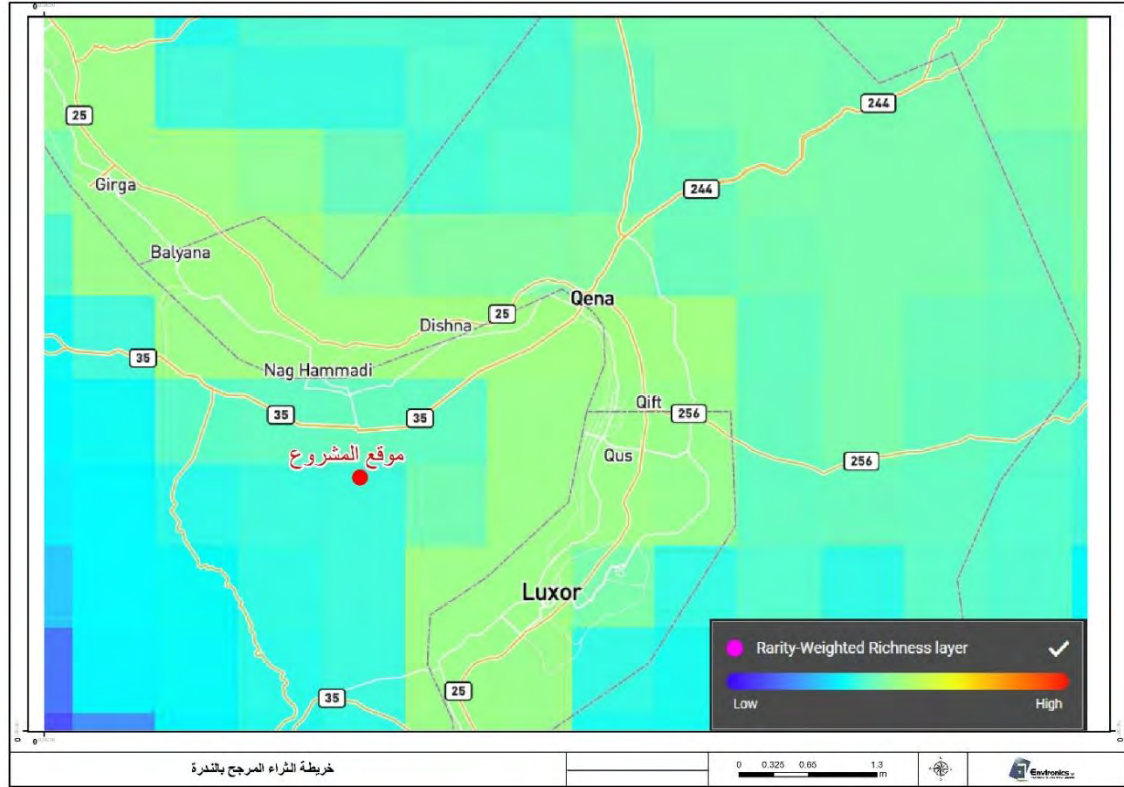 25
244
244
Girga
Balyana
Qena
25
Dishna
35
Nag Hammadi
35
35
Qift
256
موقع المشروع
Qus
256
Luxor
Rarity-Weighted Richness layer
Low
High
25
35
خريطة الثراء المرجح بالندرة
0 0.325 0.65 1.3
m
Environics